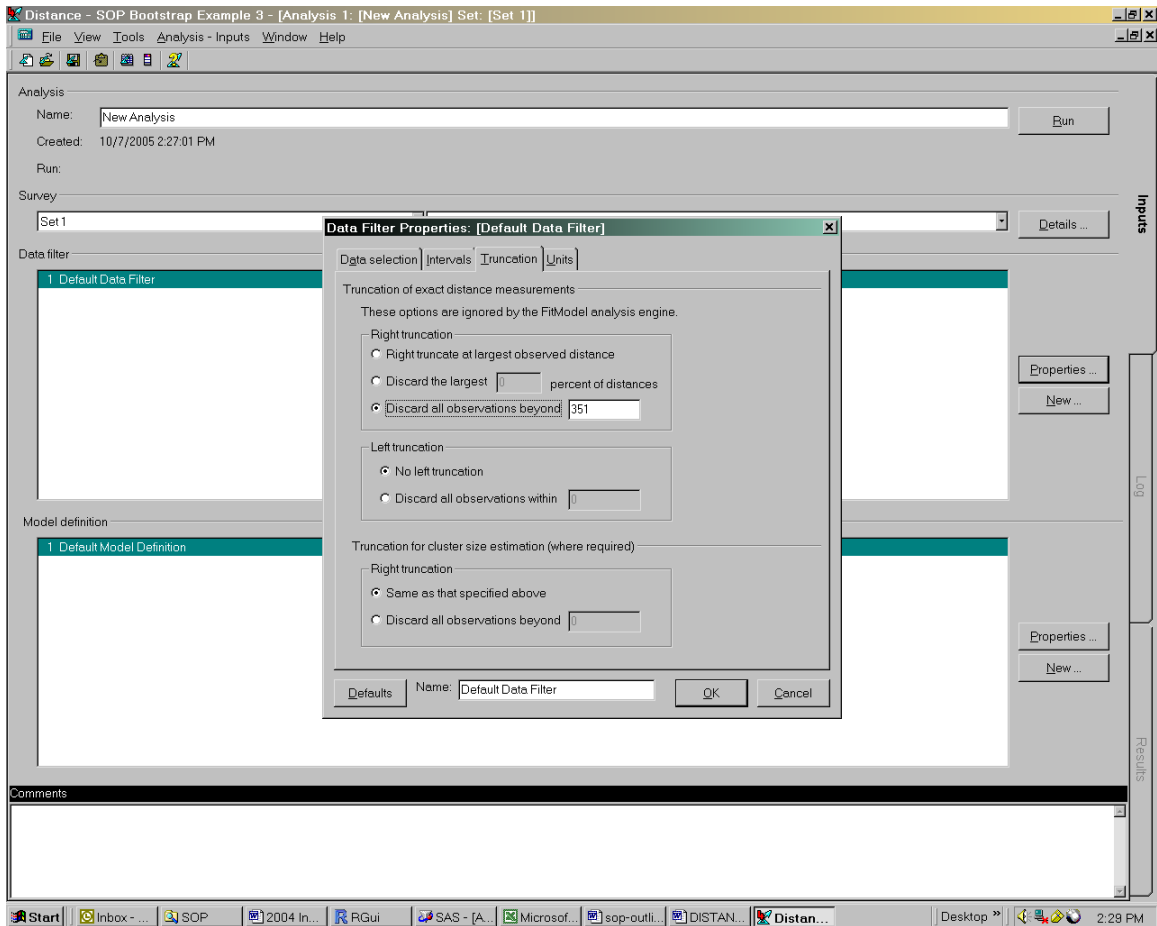 Distance - SOP Bootstrap Example 3 - [Analysis 1: [New Analysis] Set: [Set 1]]
File View Tools Analysis - Inputs Window Help
Analysis
Name: New Analysis
Run
Created: 10/7/2005 2:27:01 PM
Run:
Survey
Set 1
Details ...
Data filter
1 Default Data Filter
Properties ...
New ...
Model definition
1 Default Model Definition
Properties ...
New ...
Comments
Inputs
Log
Results
Data Filter Properties: [Default Data Filter]
Data selection Intervals Truncation Units
Truncation of exact distance measurements
These options are ignored by the FitModel analysis engine.
Right truncation
Right truncate at largest observed distance
Discard the largest 0 percent of distances
Discard all observations beyond 351
Left truncation
No left truncation
Discard all observations within 0
Truncation for cluster size estimation (where required)
Right truncation
Same as that specified above
Discard all observations beyond 0
Defaults Name: Default Data Filter OK Cancel
Start Inbox - ... SOP 2004 In... RGui SAS - [A... Microsof... sop-outli... DISTAN... Distan... Desktop » 2:29 PM